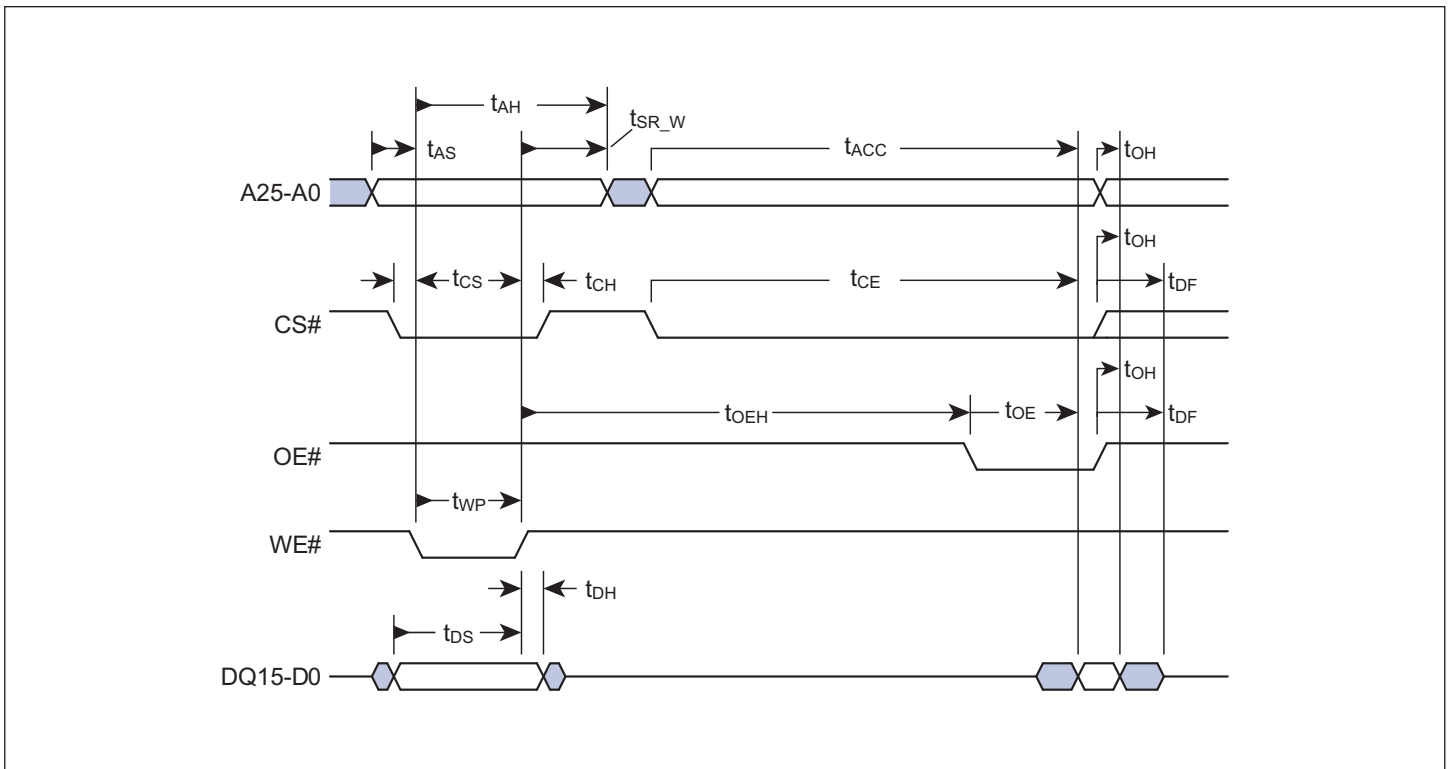 tAH
tSR_W
tAS
tACC
tOH
A25-A0
tOH
tCS
tCH
tCE
tDF
CS#
tOH
tOEH
tOE
tDF
OE#
tWP
WE#
tDH
tDS
DQ15-D0